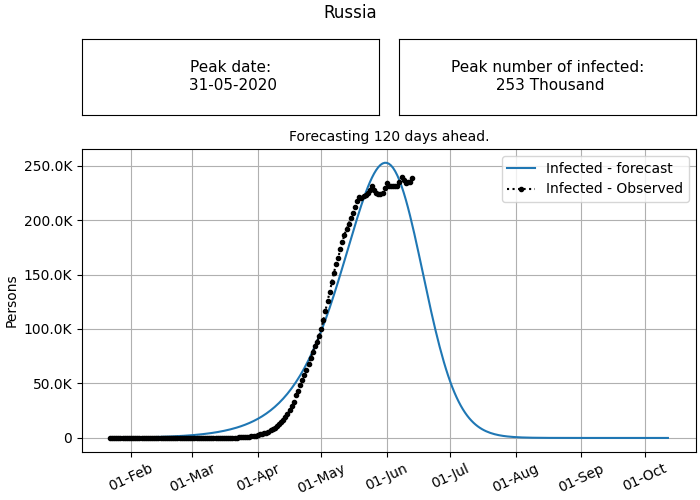 Russia
Peak date:
31-05-2020
Peak number of infected:
253 Thousand
Forecasting 120 days ahead.
Infected - forecast
Infected - Observed
Persons
250.0K
200.0K
150.0K
100.0K
50.0K
0
01-Feb
01-Mar
01-Apr
01-May
01-Jun
01-Jul
01-Aug
01-Sep
01-Oct